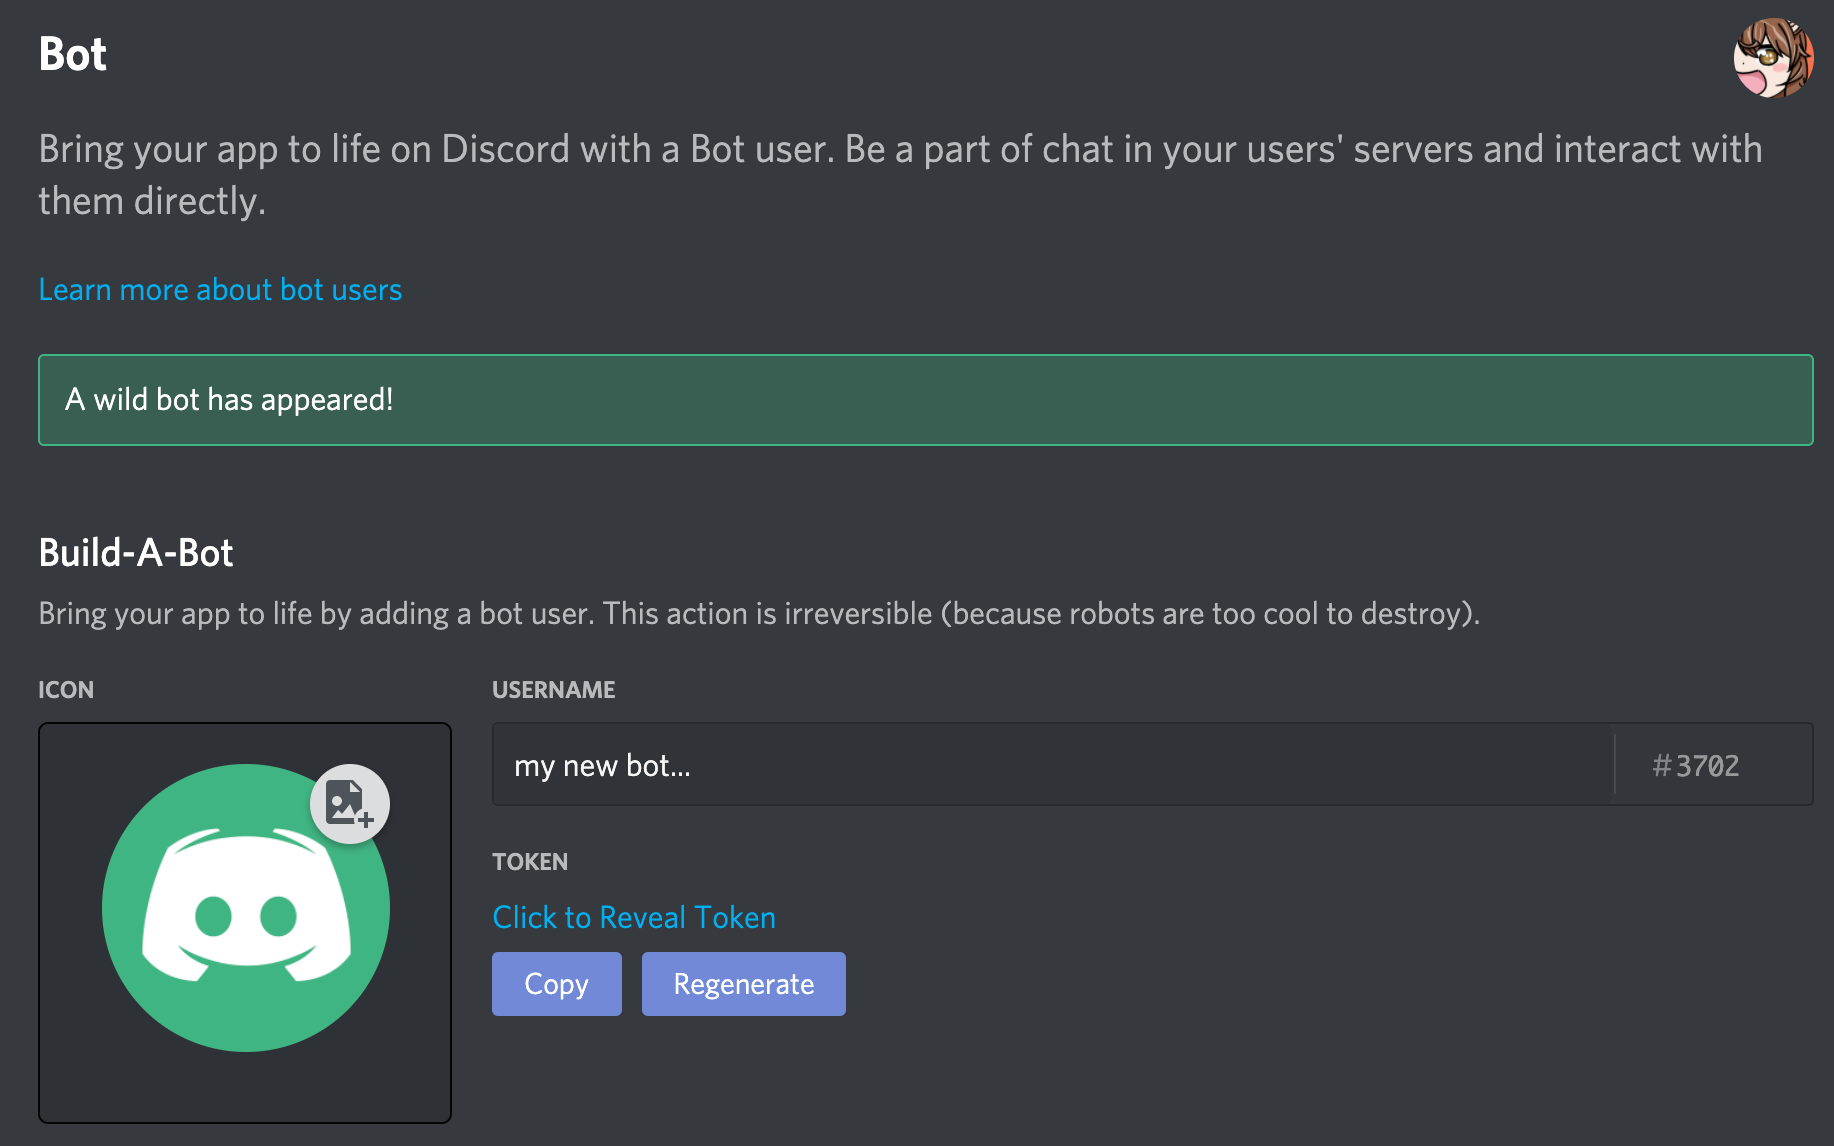 Bot
Bring your app to life on Discord with a Bot user. Be a part of chat in your users' servers and interact with
them directly.
Learn more about bot users
A wild bot has appeared!
Build-A-Bot
Bring your app to life by adding a bot user. This action is irreversible (because robots are too cool to destroy).
ICON
USERNAME
my new bot...
#3702
TOKEN
Click to Reveal Token
Copy
Regenerate